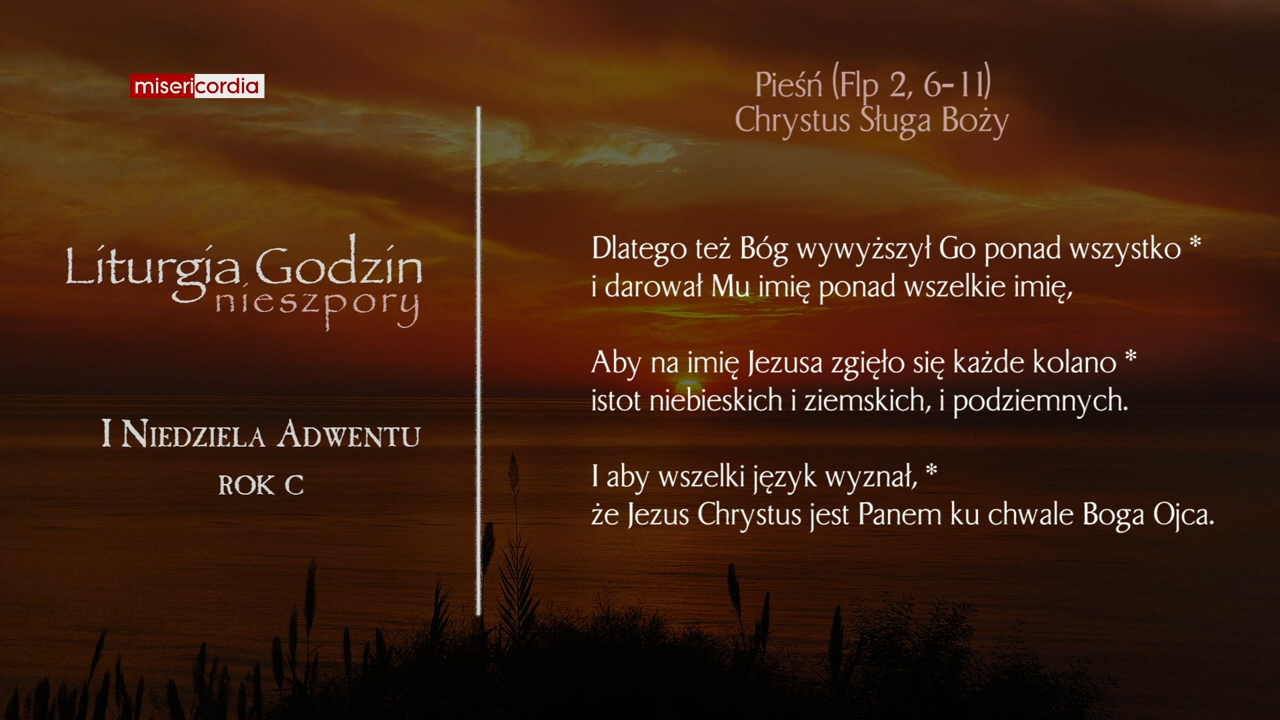 misericordia
Liturgia Godzin
nieszpory
I Niedziela Adwentu
rok C
Pieśń (Flp 2, 6-11)
Chrystus Sługa Boży
Dlatego też Bóg wywyższył Go ponad wszystko *
i darował Mu imię ponad wszelkie imię,
Aby na imię Jezusa zgięło się każde kolano *
istot niebieskich i ziemskich, i podziemnych.
I aby wszelki język wyznał, *
że Jezus Chrystus jest Panem ku chwale Boga Ojca.